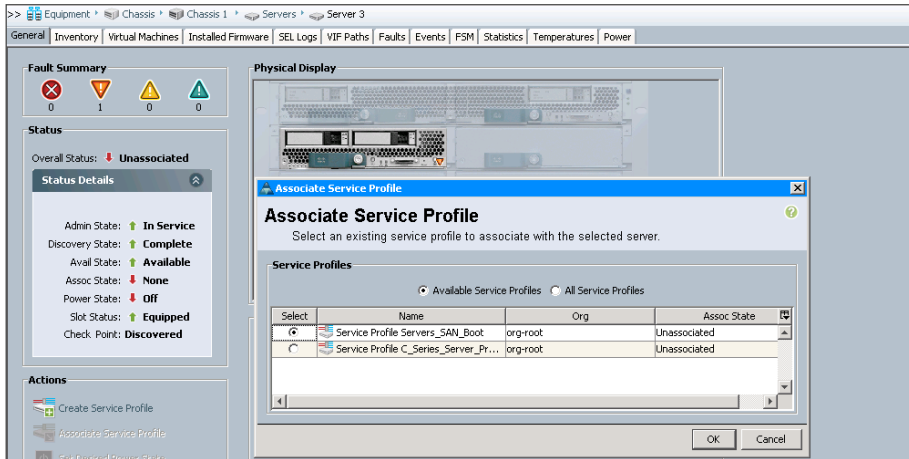 >> Equipment Chassis Chassis 1 Servers Server 3
General Inventory Virtual Machines Installed Firmware SEL Logs VIF Paths Faults Events FSM Statistics Temperatures Power
Fault Summary
0 1 0 0
Status
Overall Status: Unassociated
Status Details
Admin State: In Service
Discovery State: Complete
Avail State: Available
Assoc State: None
Power State: Off
Slot Status: Equipped
Check Point: Discovered
Actions
Create Service Profile
Associate Service Profile
Physical Display
Associate Service Profile
Associate Service Profile
Select an existing service profile to associate with the selected server.
Service Profiles
Available Service Profiles All Service Profiles
Select Name Org Assoc State
Service Profile Servers_SAN_Boot org-root Unassociated
Service Profile C_Series_Server_Pr... org-root Unassociated
OK Cancel